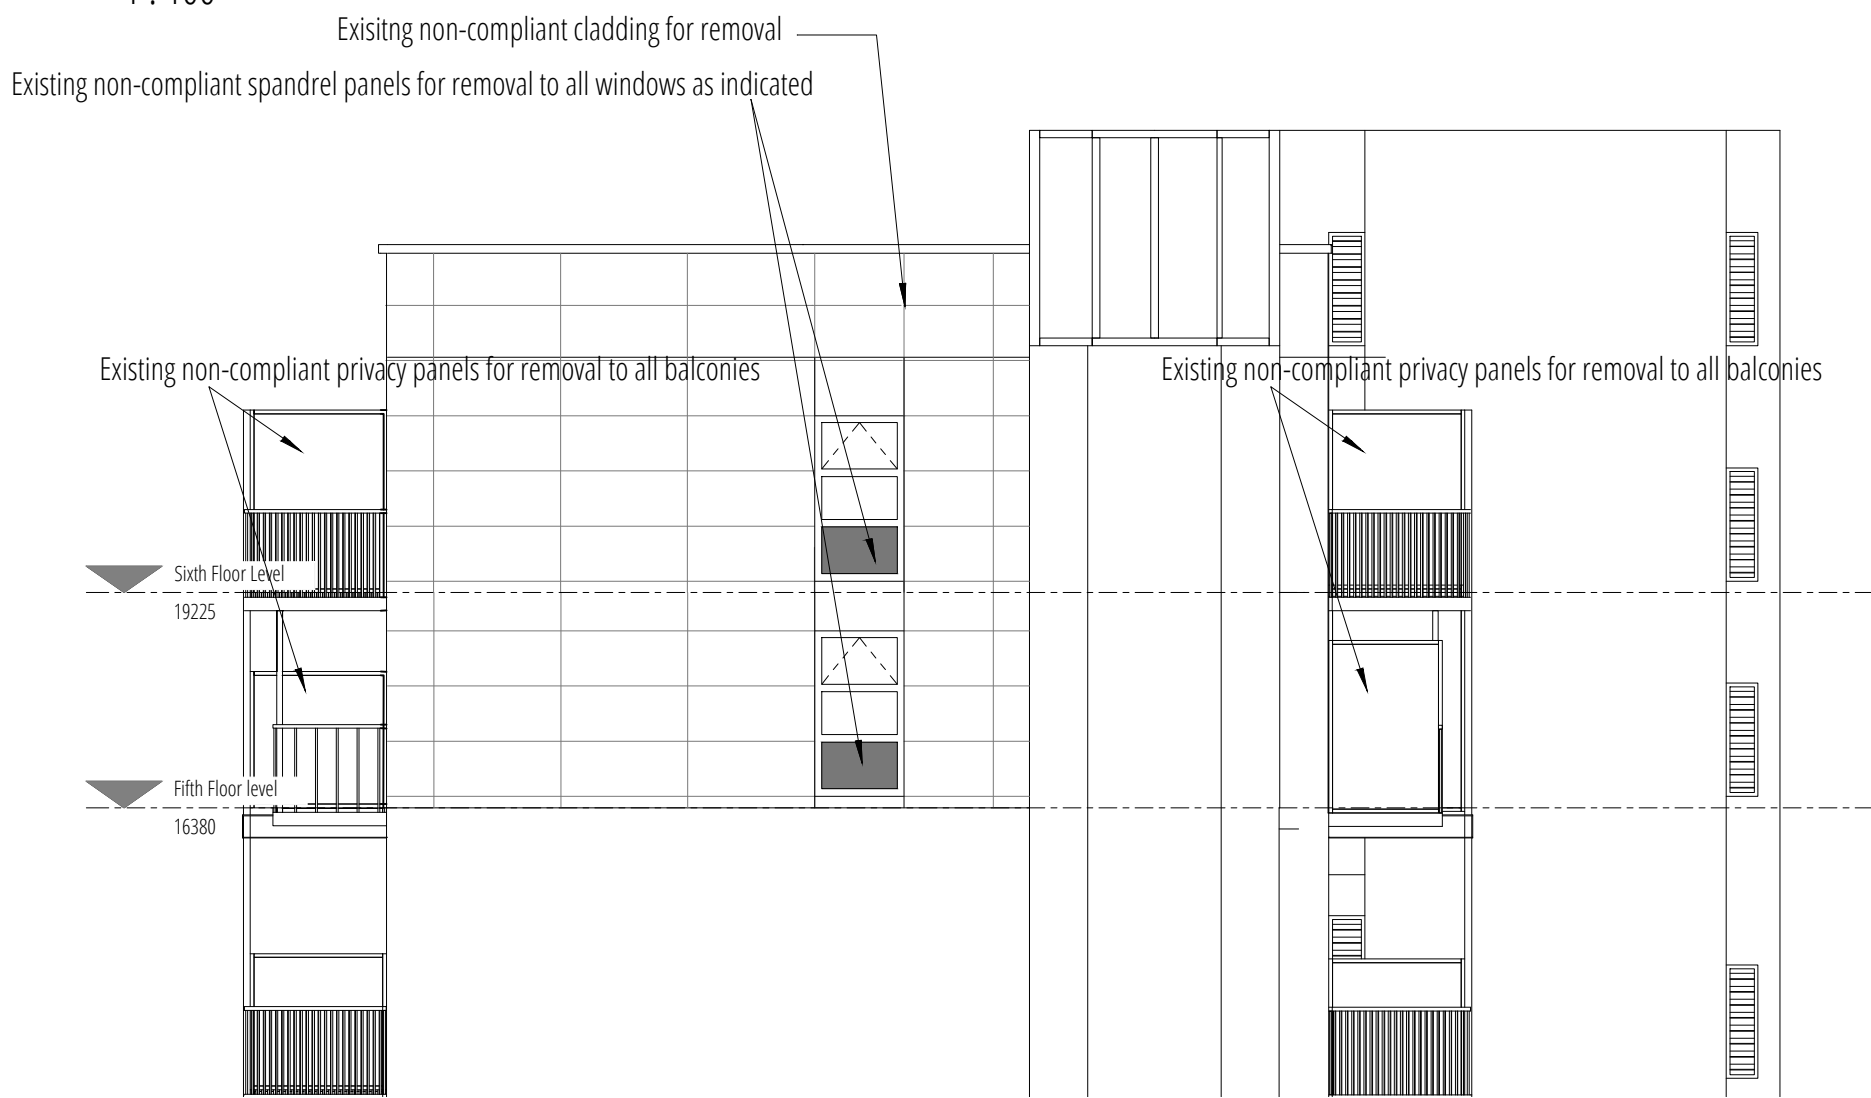 Exisitng non-compliant cladding for removal
Existing non-compliant spandrel panels for removal to all windows as indicated
Existing non-compliant privacy panels for removal to all balconies
Existing non-compliant privacy panels for removal to all balconies
Sixth Floor Level
19225
Fifth Floor level
16380